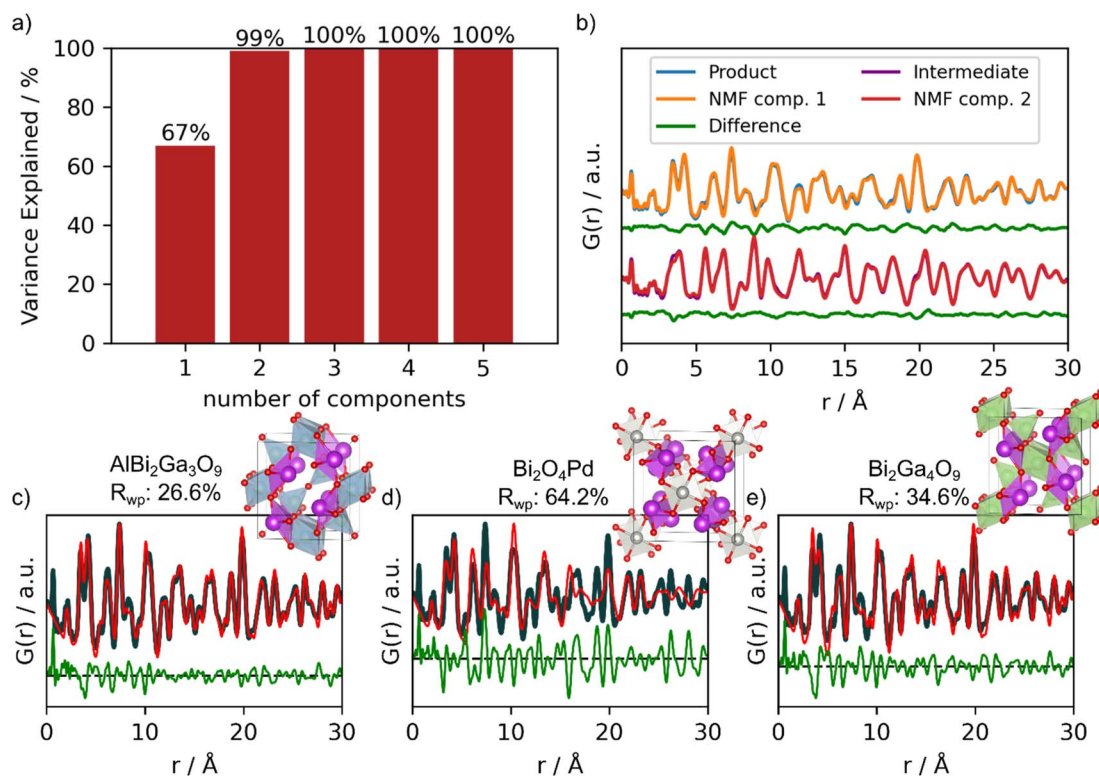 a)
67%
99%
100%
100%
100%
100
80
60
40
20
0
Variance Explained / %
1
2
3
4
5
number of components
b)
Product
Intermediate
NMF comp. 1
NMF comp. 2
Difference
G(r) / a.u.
0
5
10
15
20
25
30
r / Å
c)
AlBi₂Ga₃O₉
Rwp: 26.6%
G(r) / a.u.
0
10
20
30
r / Å
d)
Bi₂O₄Pd
Rwp: 64.2%
G(r) / a.u.
0
10
20
30
r / Å
e)
Bi₂Ga₄O₉
Rwp: 34.6%
G(r) / a.u.
0
10
20
30
r / Å